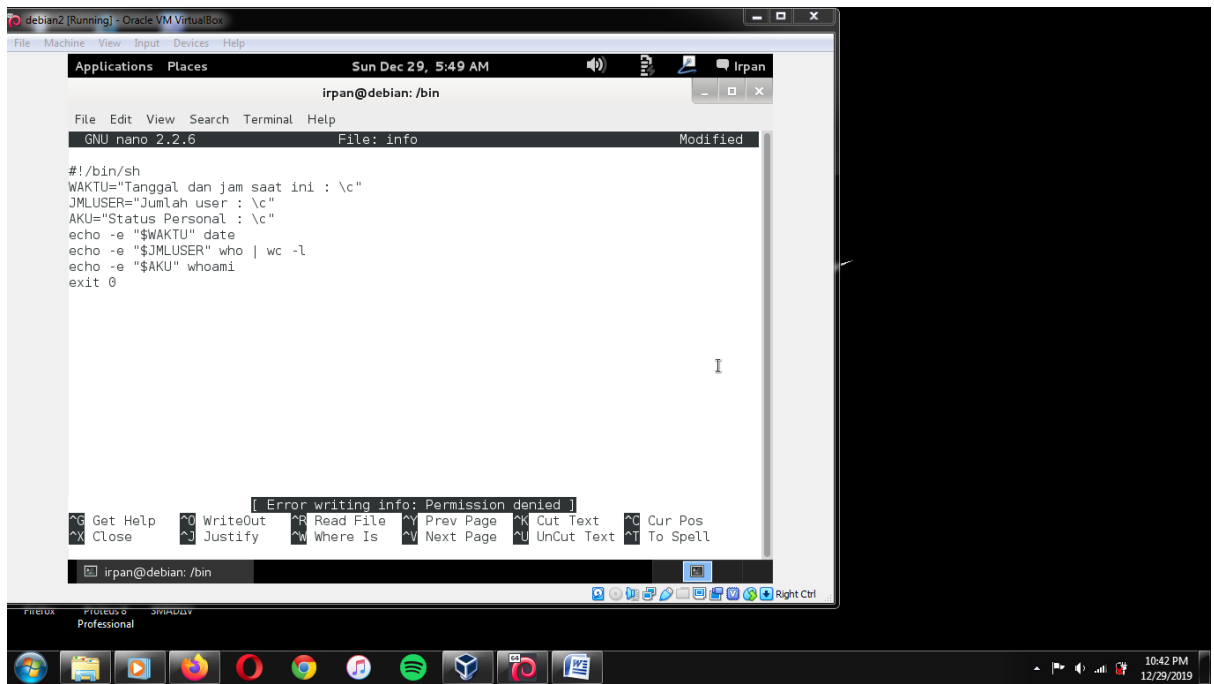 debian2 [Running] - Oracle VM VirtualBox
File Machine View Input Devices Help
Applications Places Sun Dec 29, 5:49 AM Irpan
irpan@debian: /bin
File Edit View Search Terminal Help
GNU nano 2.2.6 File: info Modified
#!/bin/sh
WAKTU="Tanggal dan jam saat ini : \c"
JMLUSER="Jumlah user : \c"
AKU="Status Personal : \c"
echo -e "$WAKTU" date
echo -e "$JMLUSER" who | wc -l
echo -e "$AKU" whoami
exit 0
[ Error writing info: Permission denied ]
^G Get Help ^O WriteOut ^R Read File ^Y Prev Page ^K Cut Text ^C Cur Pos
^X Close ^J Justify ^W Where Is ^V Next Page ^U UnCut Text ^T To Spell
irpan@debian: /bin
Right Ctrl
Firefox Proteus 8 SMADAV
Professional
64
10:42 PM
12/29/2019